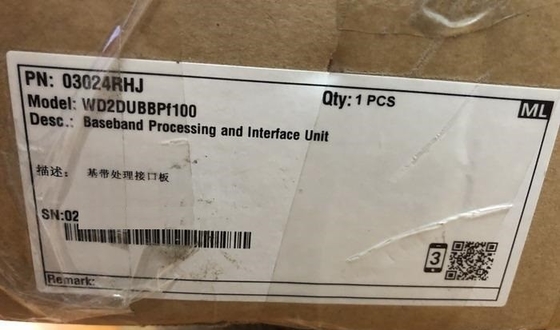 PN: 03024RHJ
Model: WD2DUBBPf100
Qty: 1 PCS
ML
Desc.: Baseband Processing and Interface Unit
描述: 基带处理接口板
SN:02
3
Remark: